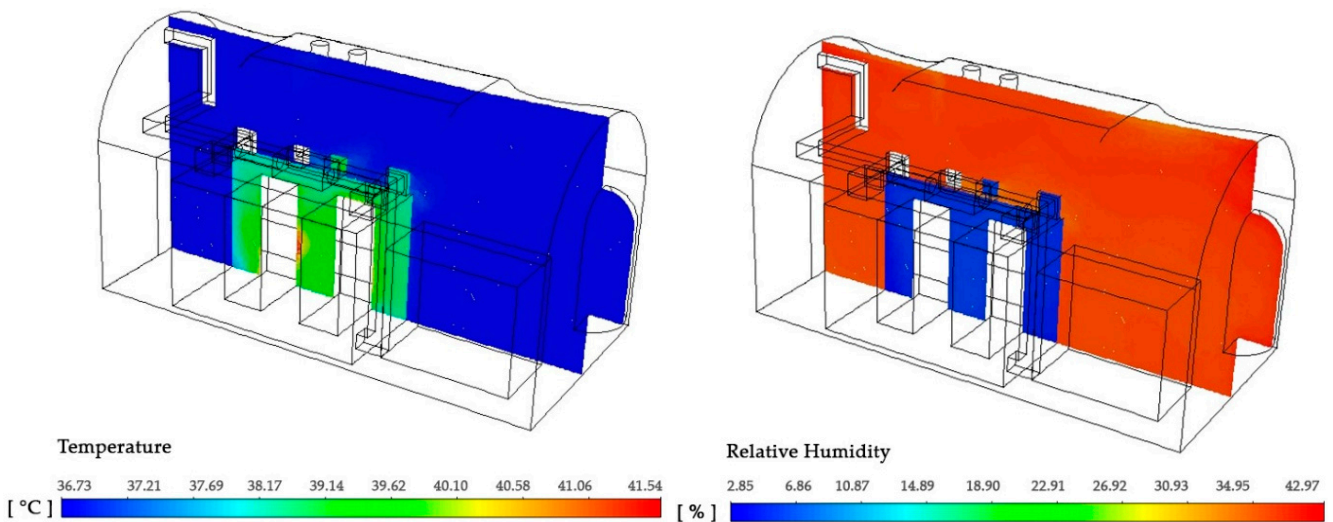 Temperature
36.73 37.21 37.69 38.17 39.14 39.62 40.10 40.58 41.06 41.54
[ °C ]
Relative Humidity
2.85 6.86 10.87 14.89 18.90 22.91 26.92 30.93 34.95 42.97
[ % ]